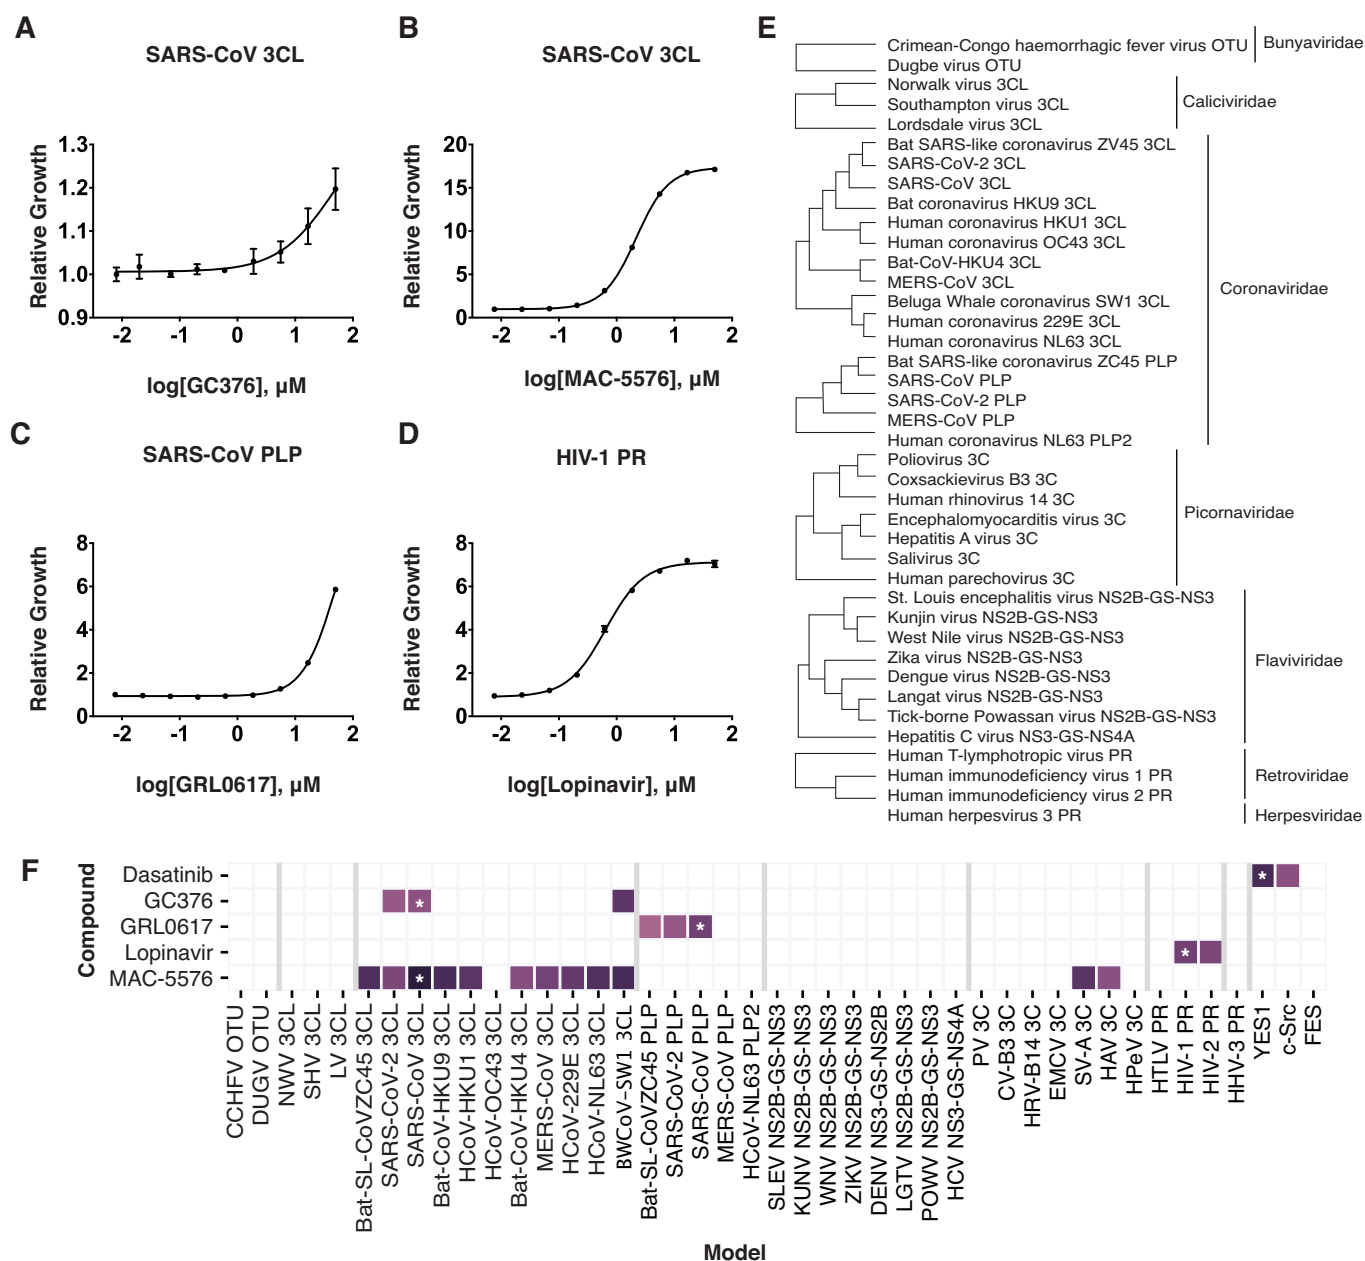 A
SARS-CoV 3CL
Relative Growth
1.3
1.2
1.1
1.0
0.9
-2 -1 0 1 2
log[GC376], µM
B
SARS-CoV 3CL
Relative Growth
20
15
10
5
0
-2 -1 0 1 2
log[MAC-5576], µM
C
SARS-CoV PLP
Relative Growth
8
6
4
2
0
-2 -1 0 1 2
log[GRL0617], µM
D
HIV-1 PR
Relative Growth
8
6
4
2
0
-2 -1 0 1 2
log[Lopinavir], µM
E
Crimean-Congo haemorrhagic fever virus OTU
Dugbe virus OTU
Bunyaviridae
Norwalk virus 3CL
Southampton virus 3CL
Lordsdale virus 3CL
Caliciviridae
Bat SARS-like coronavirus ZV45 3CL
SARS-CoV-2 3CL
SARS-CoV 3CL
Bat coronavirus HKU9 3CL
Human coronavirus HKU1 3CL
Human coronavirus OC43 3CL
Bat-CoV-HKU4 3CL
MERS-CoV 3CL
Beluga Whale coronavirus SW1 3CL
Human coronavirus 229E 3CL
Human coronavirus NL63 3CL
Bat SARS-like coronavirus ZC45 PLP
SARS-CoV PLP
SARS-CoV-2 PLP
MERS-CoV PLP
Human coronavirus NL63 PLP2
Coronaviridae
Poliovirus 3C
Coxsackievirus B3 3C
Human rhinovirus 14 3C
Encephalomyocarditis virus 3C
Hepatitis A virus 3C
Salivirus 3C
Human parechovirus 3C
Picornaviridae
St. Louis encephalitis virus NS2B-GS-NS3
Kunjin virus NS2B-GS-NS3
West Nile virus NS2B-GS-NS3
Zika virus NS2B-GS-NS3
Dengue virus NS2B-GS-NS3
Langat virus NS2B-GS-NS3
Tick-borne Powassan virus NS2B-GS-NS3
Hepatitis C virus NS3-GS-NS4A
Flaviviridae
Human T-lymphotropic virus PR
Human immunodeficiency virus 1 PR
Human immunodeficiency virus 2 PR
Retroviridae
Human herpesvirus 3 PR
Herpesviridae
F
Compound
Dasatinib
GC376
GRL0617
Lopinavir
MAC-5576
*
*
*
*
*
CCHFV OTU
DUGV OTU
NWV 3CL
SHV 3CL
LV 3CL
Bat-SL-CoVZC45 3CL
SARS-CoV-2 3CL
SARS-CoV 3CL
Bat-CoV-HKU9 3CL
HCoV-HKU1 3CL
HCoV-OC43 3CL
Bat-CoV-HKU4 3CL
MERS-CoV 3CL
HCoV-229E 3CL
HCoV-NL63 3CL
BWCoV-SW1 3CL
Bat-SL-CoVZC45 PLP
SARS-CoV-2 PLP
SARS-CoV PLP
MERS-CoV PLP
HCoV-NL63 PLP2
SLEV NS2B-GS-NS3
KUNV NS2B-GS-NS3
WNV NS2B-GS-NS3
ZIKV NS2B-GS-NS3
DENV NS3-GS-NS2B
LGTV NS2B-GS-NS3
POWV NS2B-GS-NS3
HCV NS3-GS-NS4A
PV 3C
CV-B3 3C
HRV-B14 3C
EMCV 3C
SV-A 3C
HAV 3C
HPeV 3C
HTLV PR
HIV-1 PR
HIV-2 PR
HHV-3 PR
YES1
c-Src
FES
Model